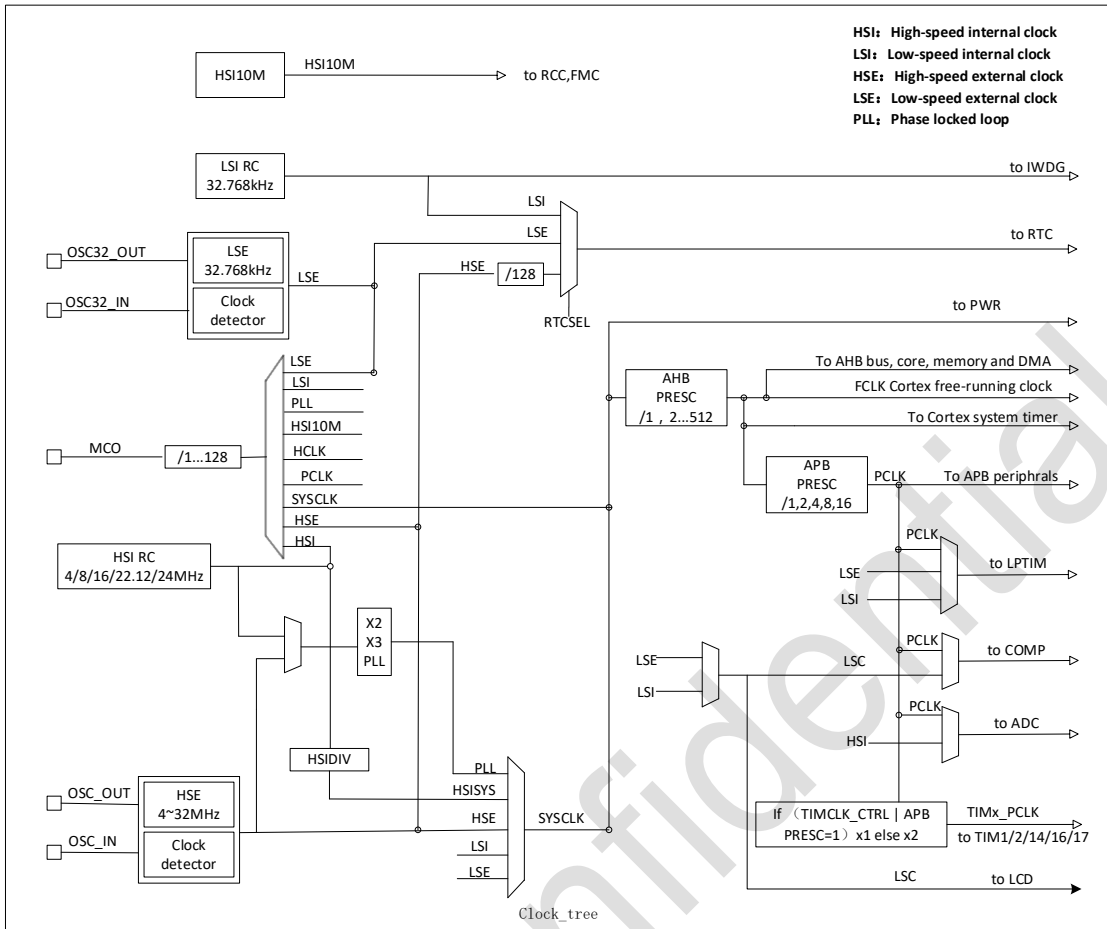 HSI: High-speed internal clock
LSI: Low-speed internal clock
HSE: High-speed external clock
LSE: Low-speed external clock
PLL: Phase locked loop
HSI10M
HSI10M
to RCC,FMC
LSI RC
32.768kHz
to IWDG
LSI
LSE
HSE
/128
RTCSEL
to RTC
OSC32_OUT
OSC32_IN
LSE
32.768kHz
Clock
detector
LSE
to PWR
LSE
LSI
PLL
HSI10M
HCLK
PCLK
SYSCLK
HSE
HSI
MCO
/1...128
AHB
PRESC
/1 , 2...512
To AHB bus, core, memory and DMA
FCLK Cortex free-running clock
To Cortex system timer
APB
PRESC
/1,2,4,8,16
PCLK
To APB periphrals
HSI RC
4/8/16/22.12/24MHz
PCLK
LSE
LSI
to LPTIM
X2
X3
PLL
LSE
LSI
LSC
PCLK
to COMP
PCLK
HSI
to ADC
HSIDIV
OSC_OUT
OSC_IN
HSE
4~32MHz
Clock
detector
PLL
HSISYS
HSE
LSI
LSE
SYSCLK
If (TIMCLK_CTRL | APB
PRESC=1) x1 else x2
TIMx_PCLK
to TIM1/2/14/16/17
LSC
to LCD
Clock_tree
nfidential